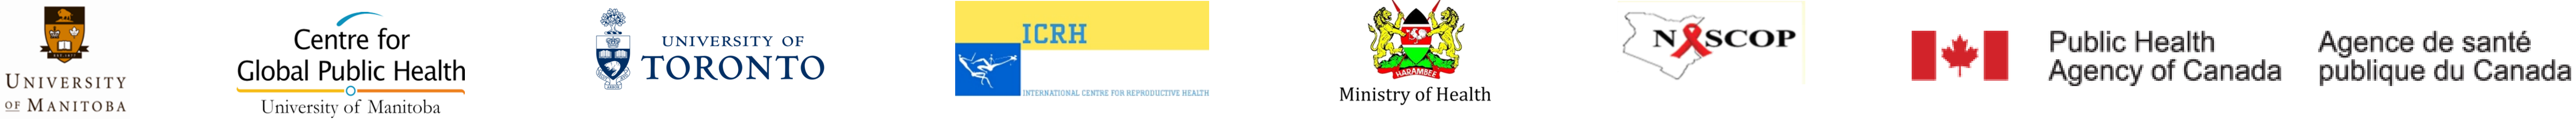 UNIVERSITY
OF MANITOBA
Centre for
Global Public Health
University of Manitoba
UNIVERSITY OF
TORONTO
ICRH
INTERNATIONAL CENTRE FOR REPRODUCTIVE HEALTH
HARAMBEE
Ministry of Health
NASCOP
Public Health
Agency of Canada
Agence de santé
publique du Canada